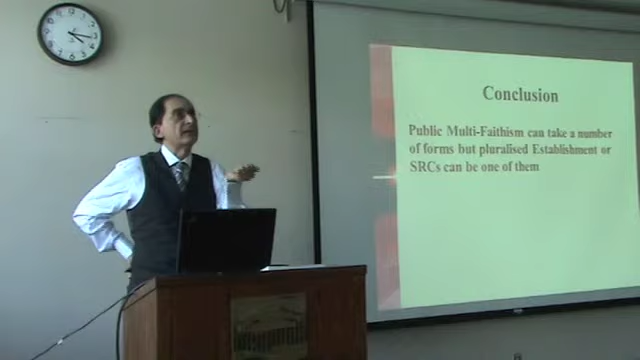 Conclusion
Public Multi-Faithism can take a number
of forms but pluralised Establishment or
SRCs can be one of them